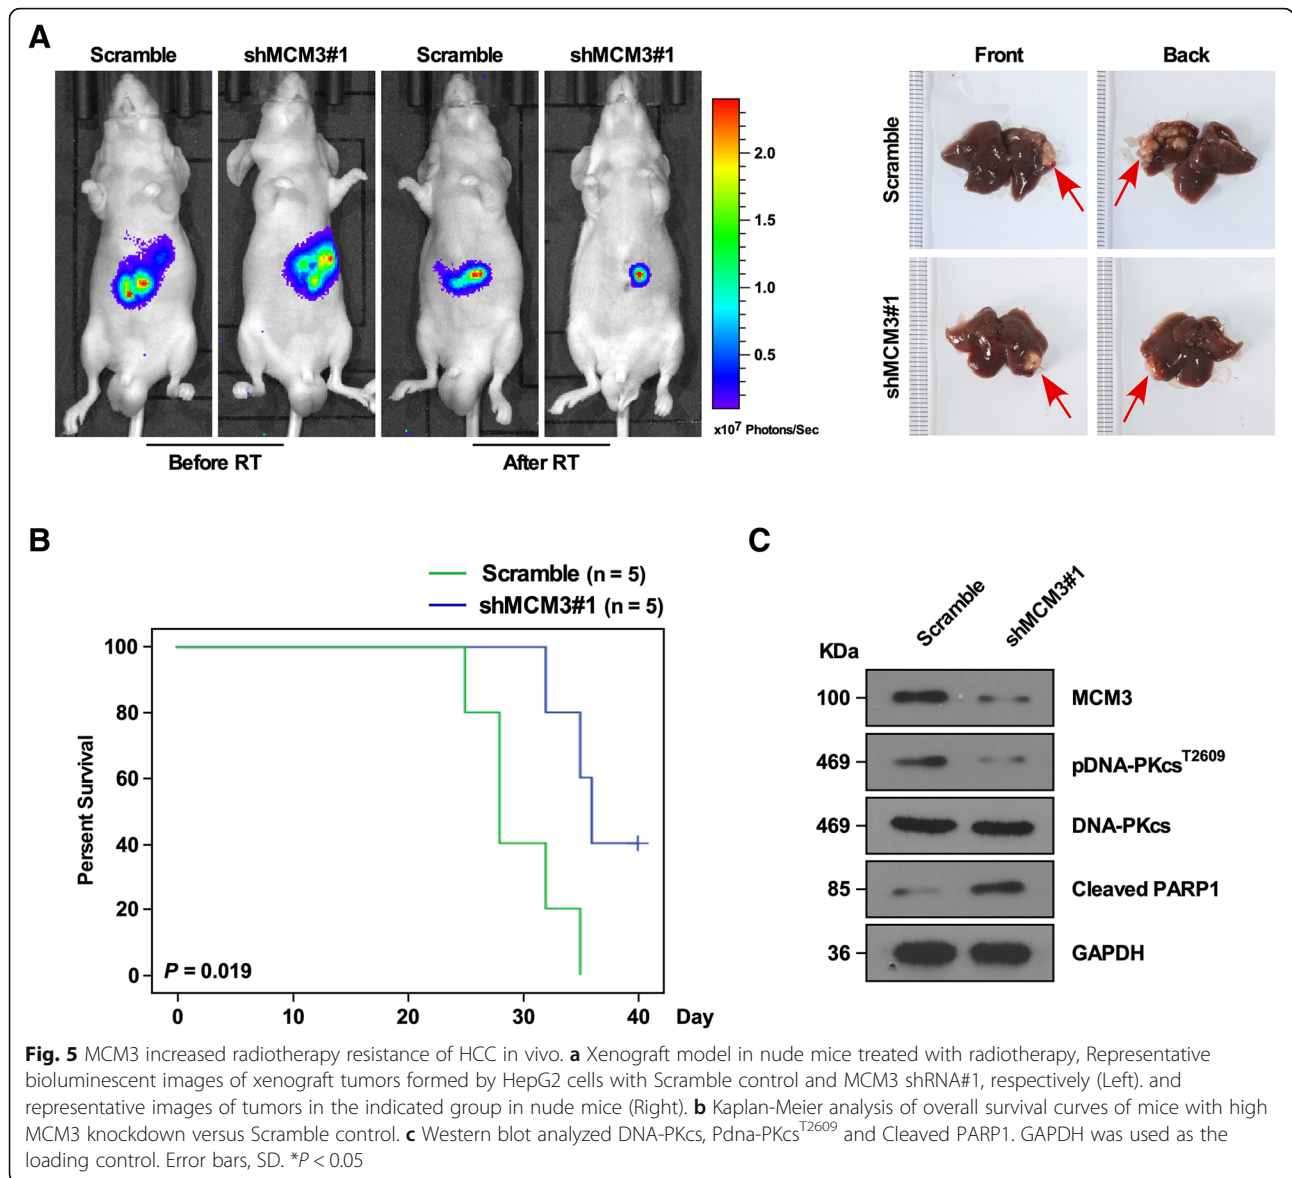 A
Scramble shMCM3#1 Scramble shMCM3#1
2.0
1.5
1.0
0.5
x10⁷ Photons/Sec
Before RT After RT
Front Back
Scramble
shMCM3#1
B
Scramble (n = 5)
shMCM3#1 (n = 5)
Persent Survival
100
80
60
40
20
0
P = 0.019
0 10 20 30 40 Day
C
Scramble shMCM3#1
KDa
100 MCM3
469 pDNA-PKcsᵀ²⁶⁰⁹
469 DNA-PKcs
85 Cleaved PARP1
36 GAPDH
Fig. 5 MCM3 increased radiotherapy resistance of HCC in vivo. a Xenograft model in nude mice treated with radiotherapy, Representative
bioluminescent images of xenograft tumors formed by HepG2 cells with Scramble control and MCM3 shRNA#1, respectively (Left). and
representative images of tumors in the indicated group in nude mice (Right). b Kaplan-Meier analysis of overall survival curves of mice with high
MCM3 knockdown versus Scramble control. c Western blot analyzed DNA-PKcs, Pdna-PKcsᵀ²⁶⁰⁹ and Cleaved PARP1. GAPDH was used as the
loading control. Error bars, SD. *P < 0.05